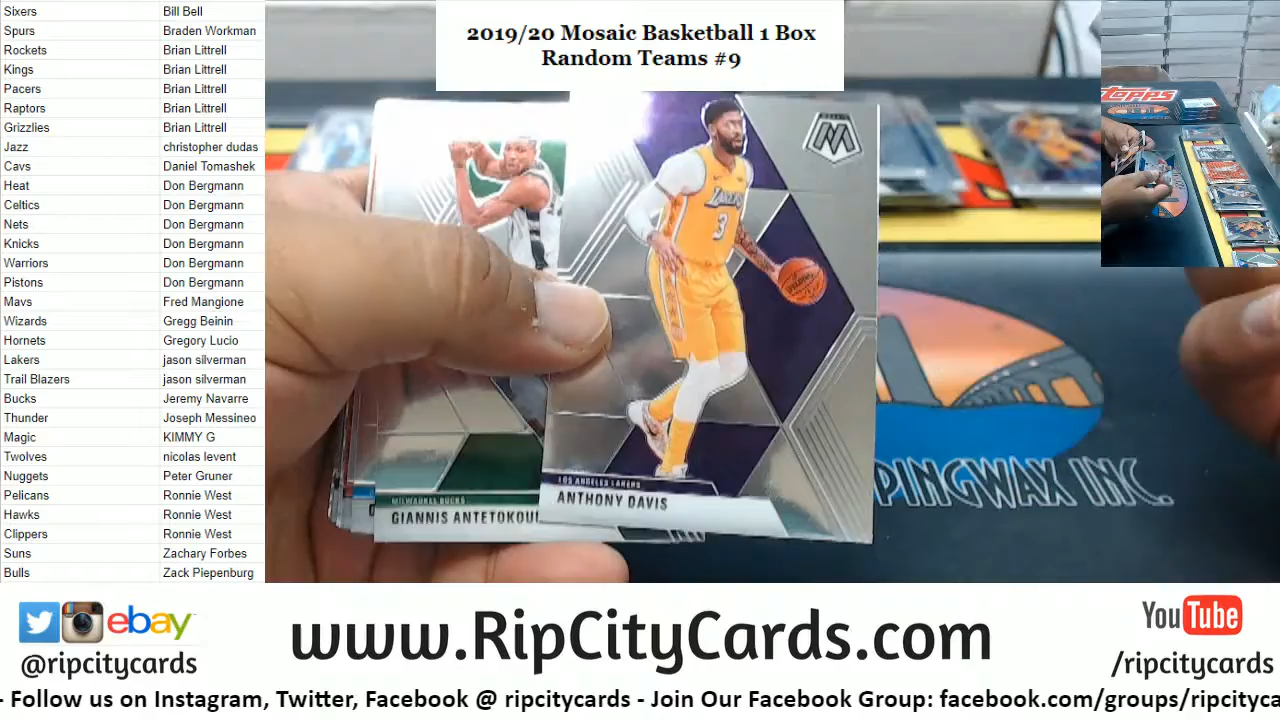 2019/20 Mosaic Basketball 1 Box
Random Teams #9
Sixers Bill Bell
Spurs Braden Workman
Rockets Brian Littrell
Kings Brian Littrell
Pacers Brian Littrell
Raptors Brian Littrell
Grizzlies Brian Littrell
Jazz christopher dudas
Cavs Daniel Tomashek
Heat Don Bergmann
Celtics Don Bergmann
Nets Don Bergmann
Knicks Don Bergmann
Warriors Don Bergmann
Pistons Don Bergmann
Mavs Fred Mangione
Wizards Gregg Beinin
Hornets Gregory Lucio
Lakers jason silverman
Trail Blazers jason silverman
Bucks Jeremy Navarre
Thunder Joseph Messineo
Magic KIMMY G
Twolves nicolas levent
Nuggets Peter Gruner
Pelicans Ronnie West
Hawks Ronnie West
Clippers Ronnie West
Suns Zachary Forbes
Bulls Zack Piepenburg
MOSAIC
M
LAKERS
3
LOS ANGELES LAKERS
ANTHONY DAVIS
MILWAUKEE BUCKS
GIANNIS ANTETOKOU
PINGWAX INC.
TOPPS
ebay
@ripcitycards
www.RipCityCards.com
YouTube
/ripcitycards
- Follow us on Instagram, Twitter, Facebook @ ripcitycards - Join Our Facebook Group: facebook.com/groups/ripcityca